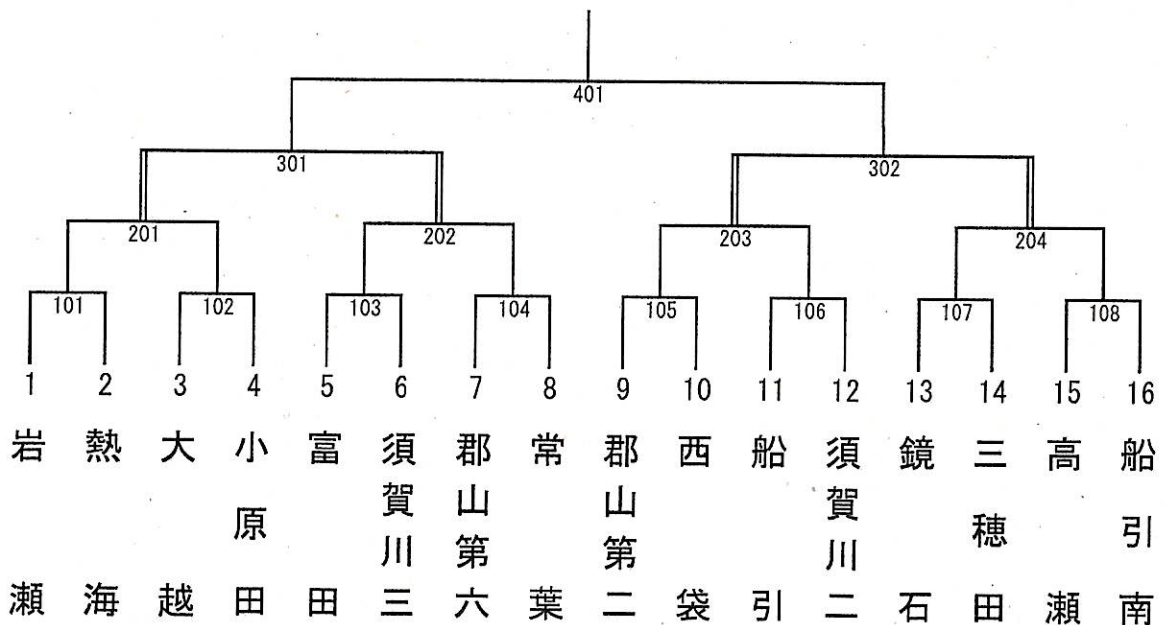 401
301
302
201
202
203
204
101
102
103
104
105
106
107
108
1 2 3 4 5 6 7 8 9 10 11 12 13 14 15 16
岩瀬
熱海
大越
小原田
富田
須賀川三
郡山第六
常葉
郡山第二
西袋
船引
須賀川二
鏡石
三穂田
高瀬
船引南